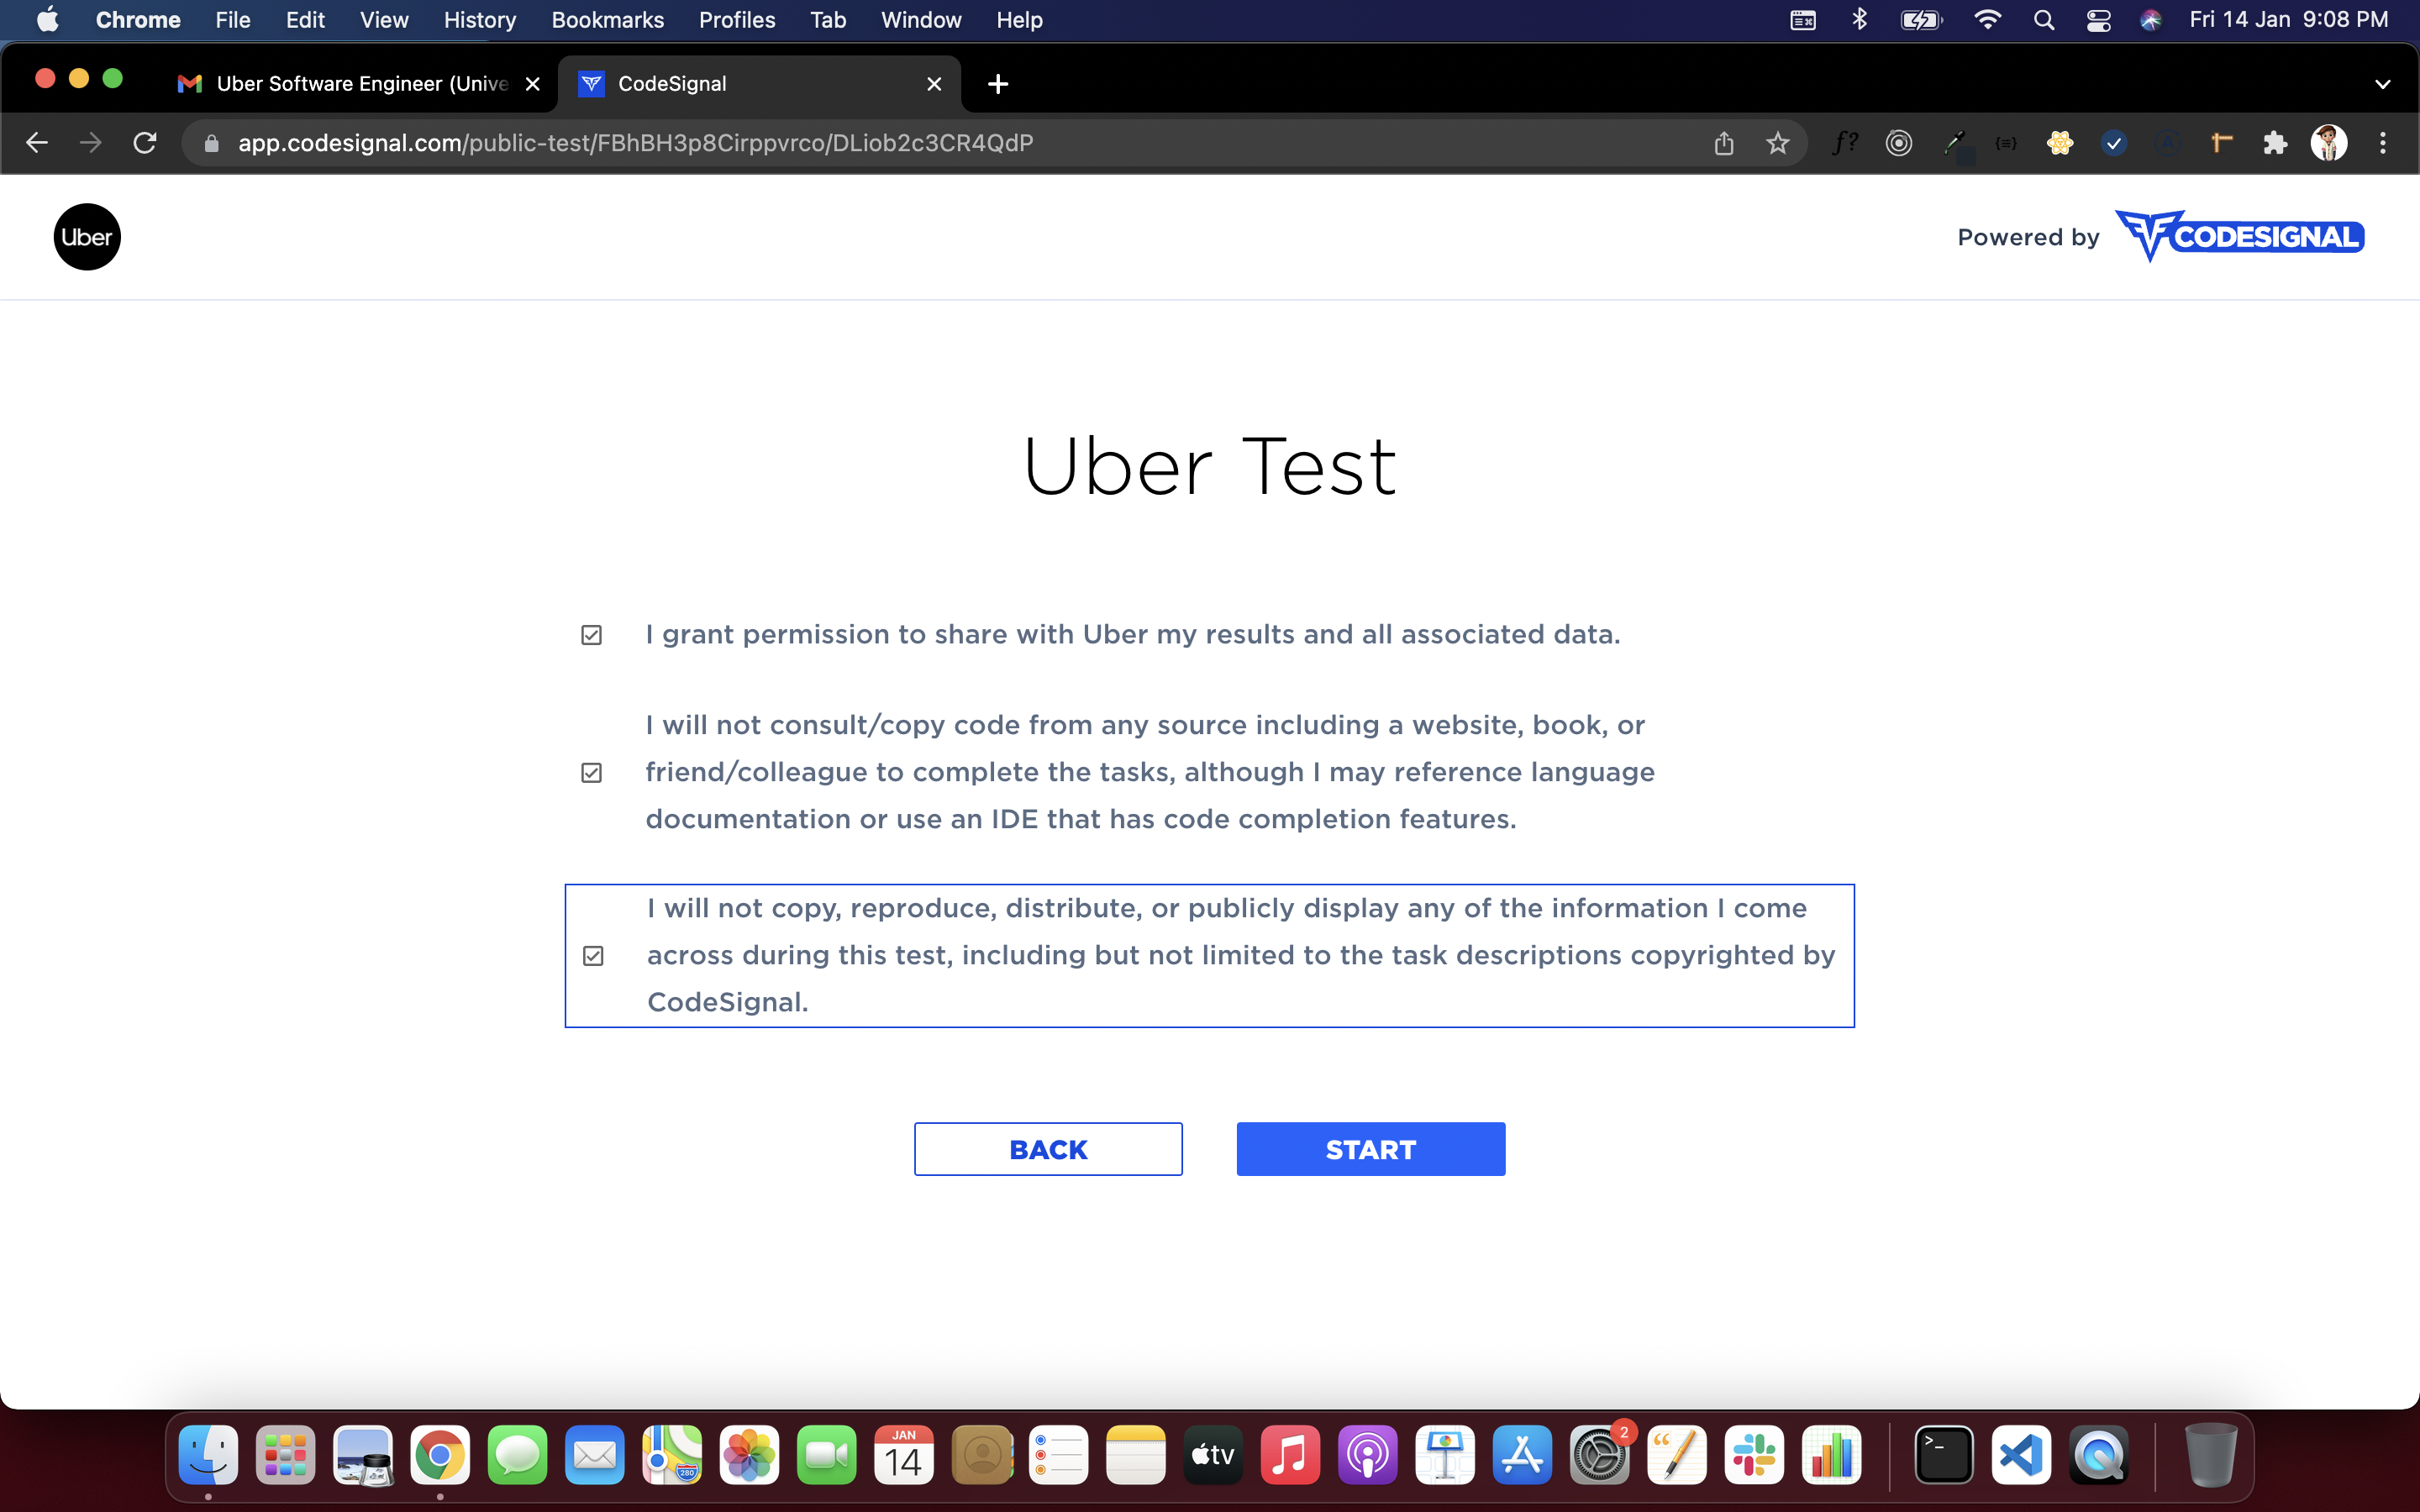 Chrome File Edit View History Bookmarks Profiles Tab Window Help Fri 14 Jan 9:08 PM
Uber Software Engineer (Unive CodeSignal
app.codesignal.com/public-test/FBhBH3p8Cirppvrco/DLiob2c3CR4QdP f?
Uber Powered by CODESIGNAL
Uber Test
I grant permission to share with Uber my results and all associated data.
I will not consult/copy code from any source including a website, book, or
friend/colleague to complete the tasks, although I may reference language
documentation or use an IDE that has code completion features.
I will not copy, reproduce, distribute, or publicly display any of the information I come
across during this test, including but not limited to the task descriptions copyrighted by
CodeSignal.
BACK START
JAN 2
14 tv
280